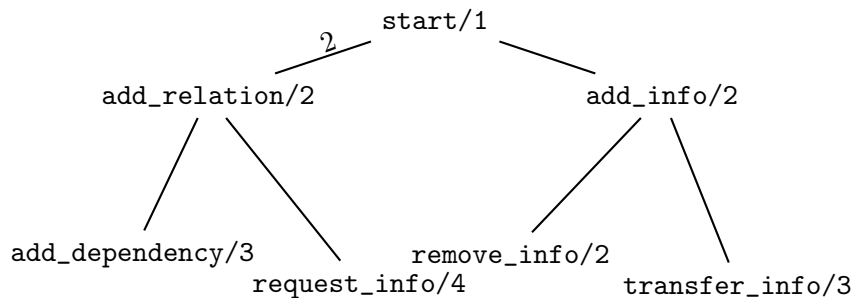 start/1
2
add_relation/2
add_info/2
add_dependency/3
remove_info/2
request_info/4
transfer_info/3